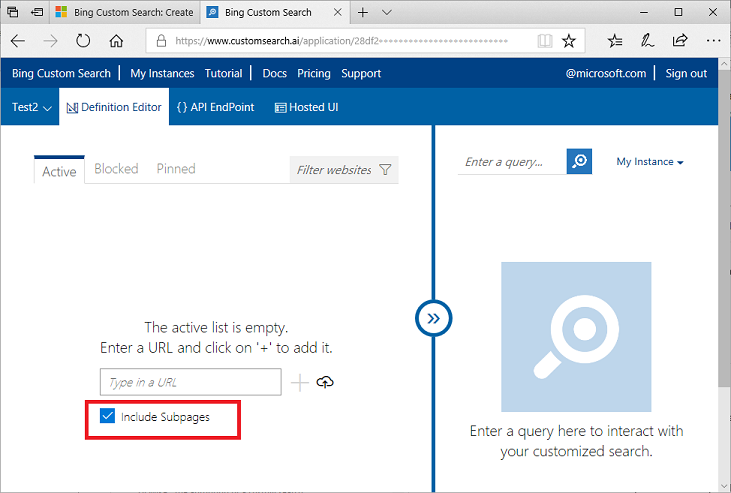 Bing Custom Search: Create
Bing Custom Search
https://www.customsearch.ai/application/28df2
Bing Custom Search My Instances Tutorial Docs Pricing Support @microsoft.com Sign out
Test2 Definition Editor {} API EndPoint Hosted UI
Active Blocked Pinned Filter websites
Enter a query... My Instance
The active list is empty.
Enter a URL and click on '+' to add it.
Type in a URL
Include Subpages
Enter a query here to interact with
your customized search.